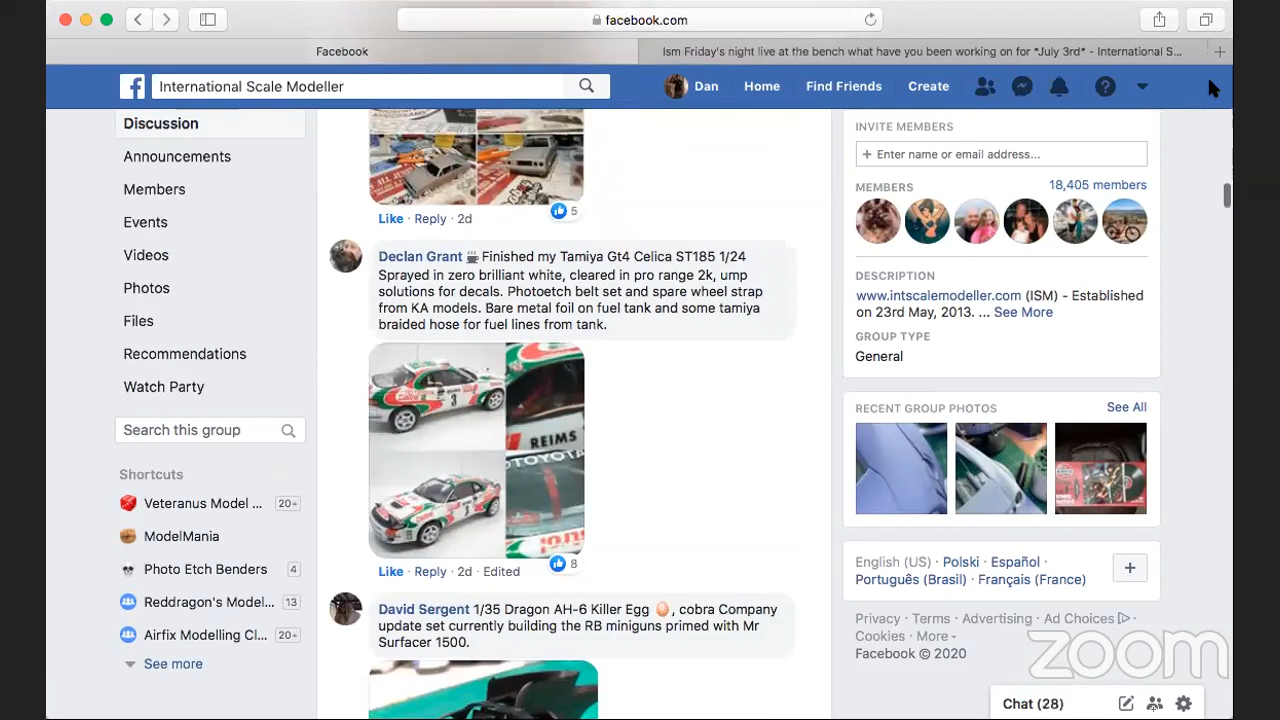 facebook.com
Facebook
Ism Friday's night live at the bench what have you been working on for *July 3rd* - International S...
International Scale Modeller
Dan
Home
Find Friends
Create
Discussion
Announcements
Members
Events
Videos
Photos
Files
Recommendations
Watch Party
Search this group
Shortcuts
Veteranus Model ... 20+
ModelMania
Photo Etch Benders 4
Reddragon's Model... 13
Airfix Modelling Cl... 20+
See more
Like · Reply · 2d
5
Declan Grant Finished my Tamiya Gt4 Celica ST185 1/24
Sprayed in zero brilliant white, cleared in pro range 2k, ump
solutions for decals. Photoetch belt set and spare wheel strap
from KA models. Bare metal foil on fuel tank and some tamiya
braided hose for fuel lines from tank.
3
REIMS
TOYOTA
3
Like · Reply · 2d · Edited
8
David Sergent 1/35 Dragon AH-6 Killer Egg , cobra Company
update set currently building the RB miniguns primed with Mr
Surfacer 1500.
INVITE MEMBERS
+ Enter name or email address...
MEMBERS
18,405 members
DESCRIPTION
www.intscalemodeller.com (ISM) - Established
on 23rd May, 2013. ... See More
GROUP TYPE
General
RECENT GROUP PHOTOS
See All
English (US) · Polski · Español ·
Português (Brasil) · Français (France)
Privacy · Terms · Advertising · Ad Choices ·
Cookies · More
Facebook © 2020
zoom
Chat (28)